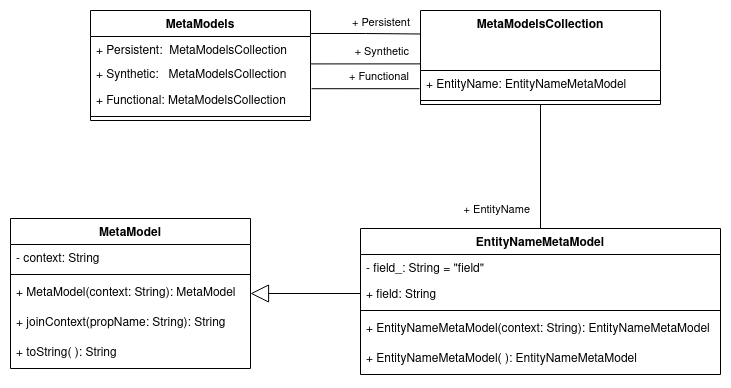 MetaModels
+ Persistent: MetaModelsCollection
+ Synthetic: MetaModelsCollection
+ Functional: MetaModelsCollection
+ Persistent
+ Synthetic
+ Functional
MetaModelsCollection
+ EntityName: EntityNameMetaModel
+ EntityName
MetaModel
- context: String
+ MetaModel(context: String): MetaModel
+ joinContext(propName: String): String
+ toString( ): String
EntityNameMetaModel
- field_: String = "field"
+ field: String
+ EntityNameMetaModel(context: String): EntityNameMetaModel
+ EntityNameMetaModel( ): EntityNameMetaModel